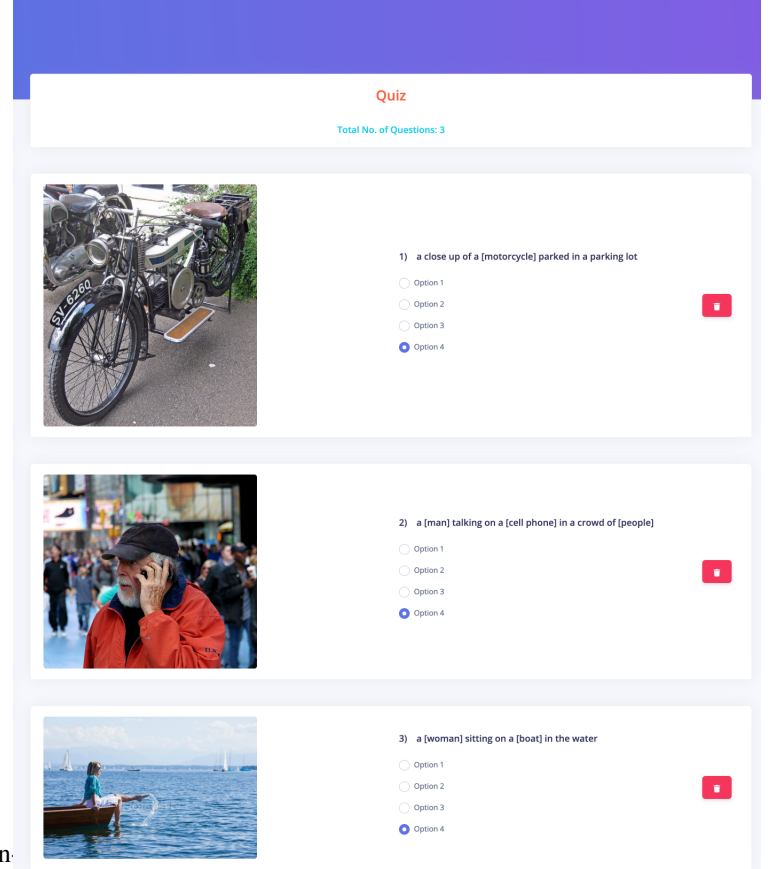 Quiz
Total No. of Questions: 3
SV-6260
1) a close up of a [motorcycle] parked in a parking lot
Option 1
Option 2
Option 3
Option 4
2) a [man] talking on a [cell phone] in a crowd of [people]
Option 1
Option 2
Option 3
Option 4
3) a [woman] sitting on a [boat] in the water
Option 1
Option 2
Option 3
Option 4
n-